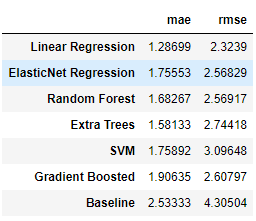 mae rmse
Linear Regression 1.28699 2.3239
ElasticNet Regression 1.75553 2.56829
Random Forest 1.68267 2.56917
Extra Trees 1.58133 2.74418
SVM 1.75892 3.09648
Gradient Boosted 1.90635 2.60797
Baseline 2.53333 4.30504